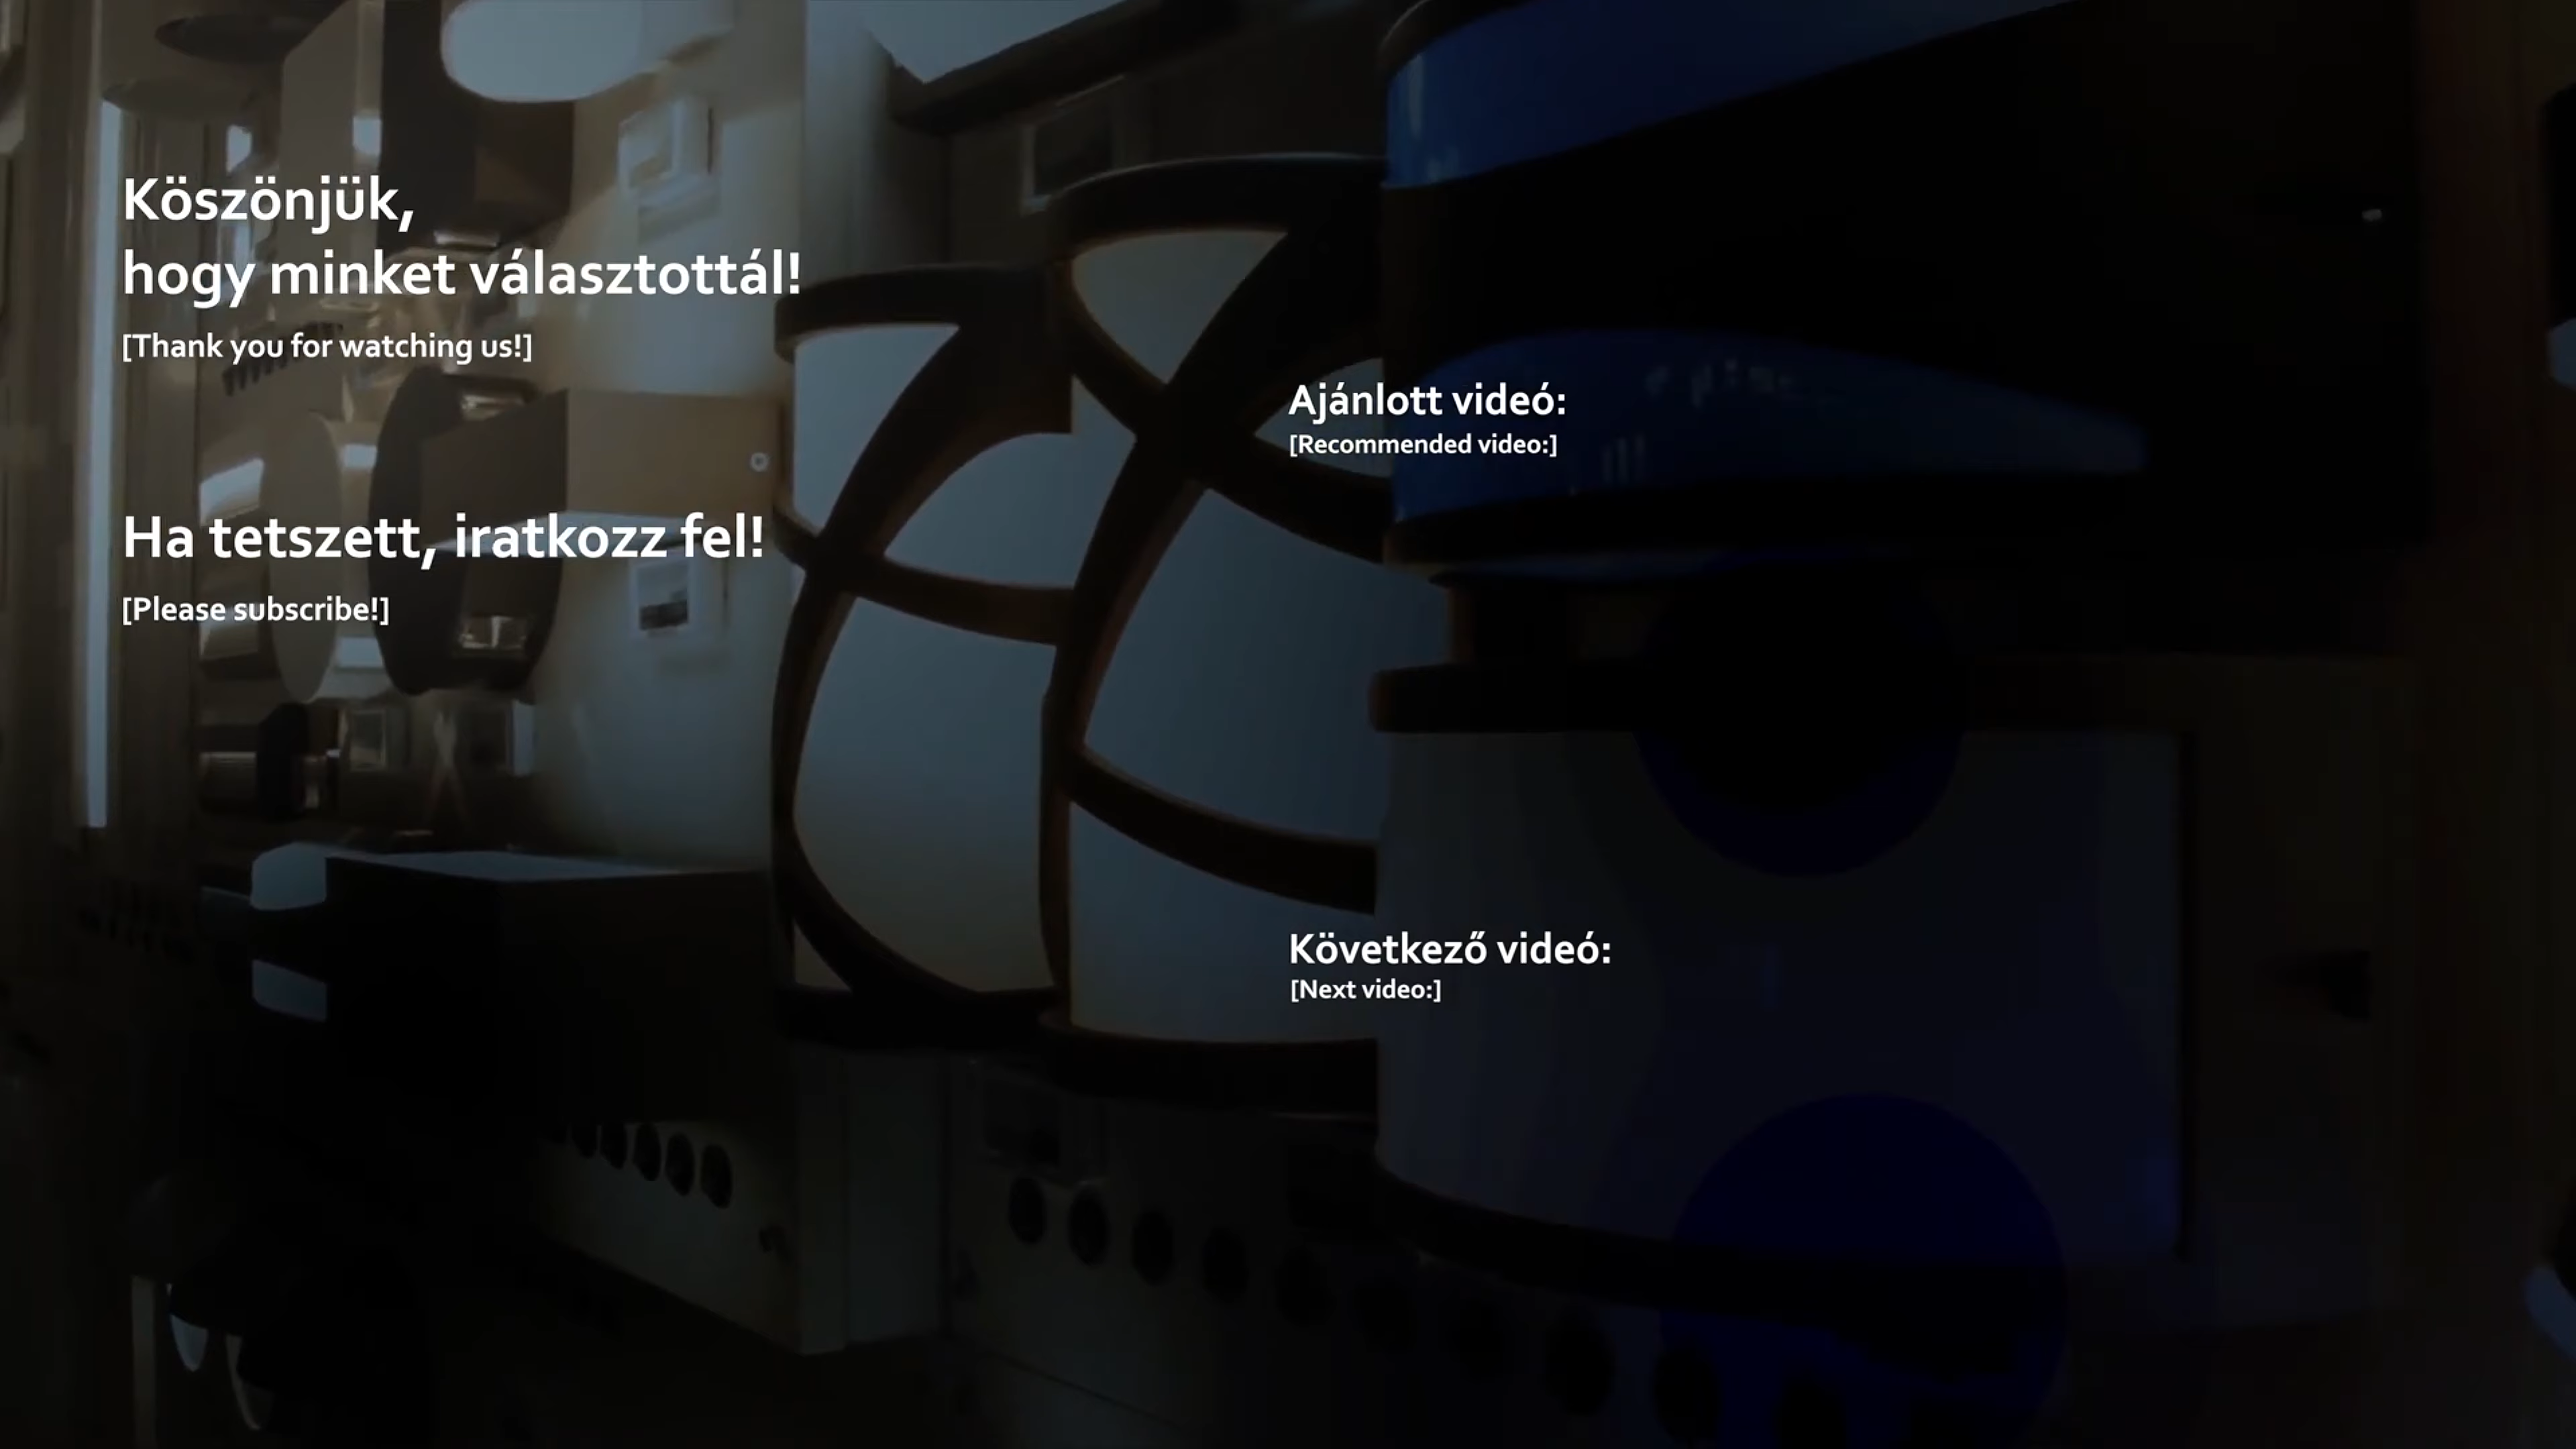 Köszönjük,
hogy minket választottál!
[Thank you for watching us!]
Ha tetszett, iratkozz fel!
[Please subscribe!]
Ajánlott videó:
[Recommended video:]
Következő videó:
[Next video:]